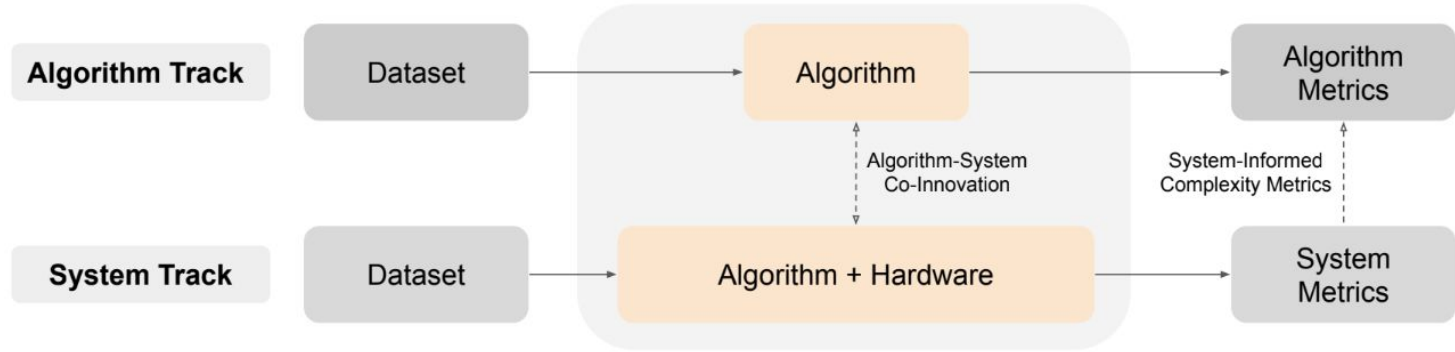 Algorithm Track
Dataset
Algorithm
Algorithm
Metrics
Algorithm-System
Co-Innovation
System-Informed
Complexity Metrics
System Track
Dataset
Algorithm + Hardware
System
Metrics